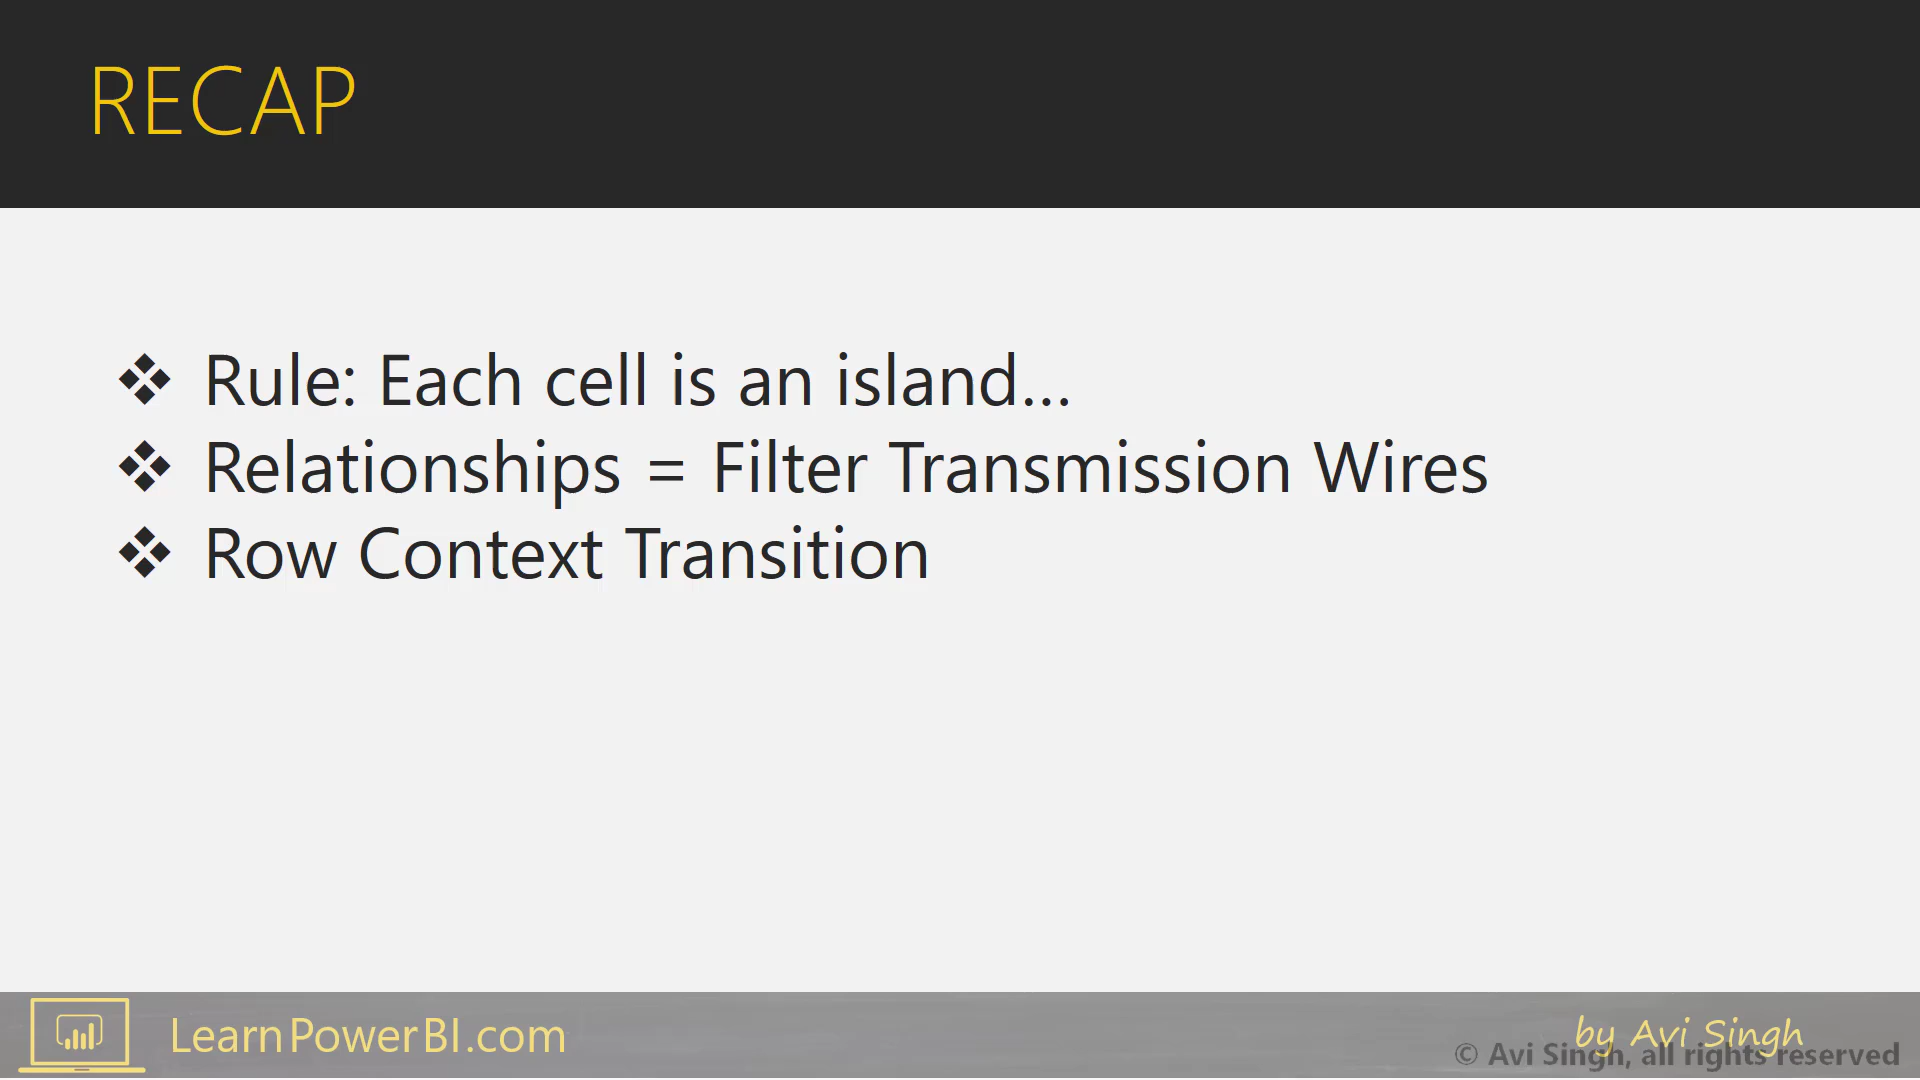 RECAP
❖ Rule: Each cell is an island...
❖ Relationships = Filter Transmission Wires
❖ Row Context Transition
LearnPowerBI.com
by Avi Singh
© Avi Singh, all rights reserved